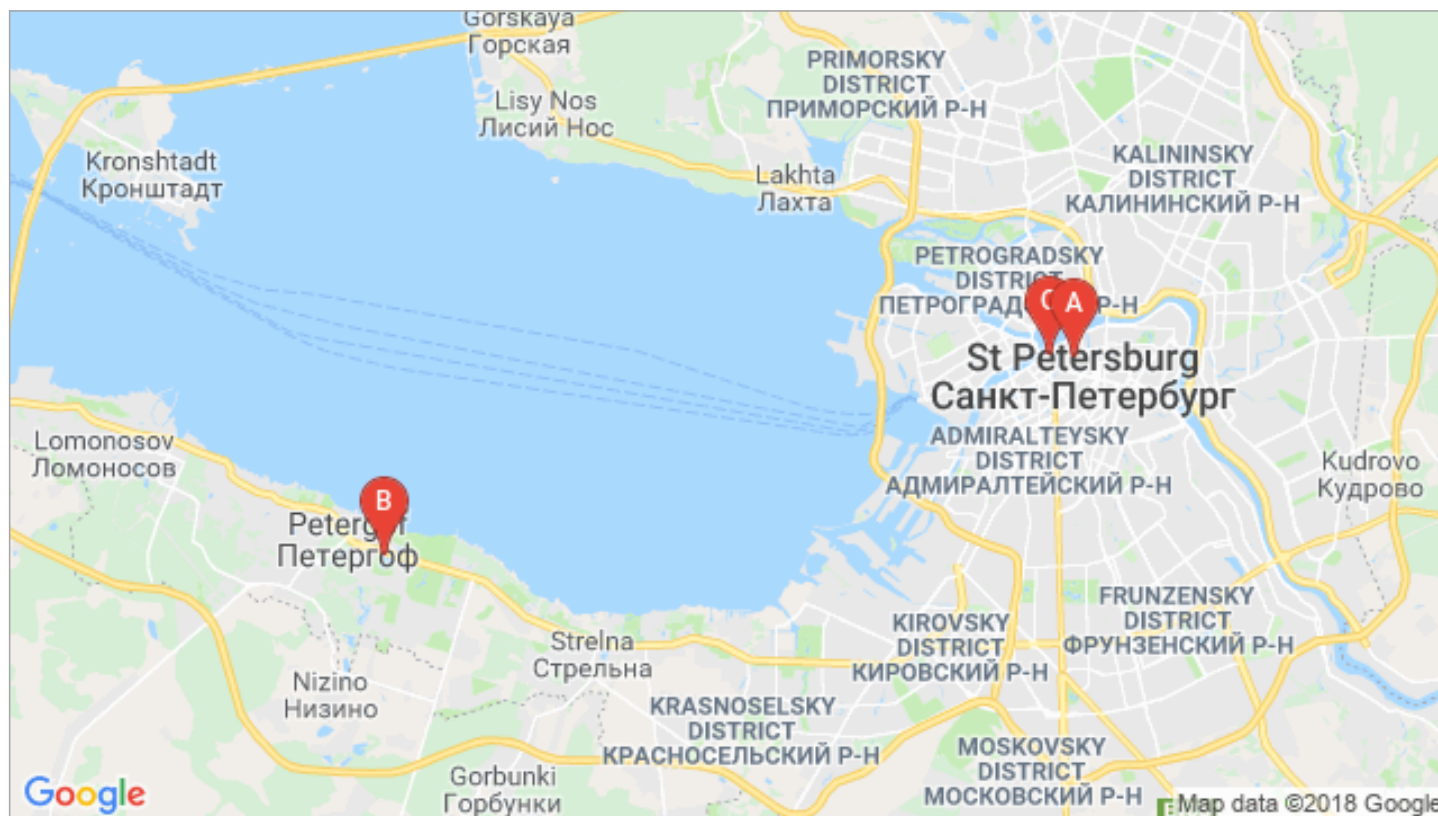 Gorskaya
Горская
PRIMORSKY
DISTRICT
ПРИМОРСКИЙ Р-Н
Lisy Nos
Лисий Нос
Kronshtadt
Кронштадт
KALININSKY
DISTRICT
КАЛИНИНСКИЙ Р-Н
Lakhta
Лахта
PETROGRADSKY
DISTRICT
Р-Н
C
A
St Petersburg
Санкт-Петербург
Lomonosov
Ломоносов
ADMIRALTEYSKY
DISTRICT
АДМИРАЛТЕЙСКИЙ Р-Н
Kudrovo
Кудрово
B
Петергоф
Strelna
Стрельна
KIROVSKY
DISTRICT
КИРОВСКИЙ Р-Н
FRUNZENSKY
DISTRICT
ФРУНЗЕНСКИЙ Р-Н
Nizino
Низино
KRASNOSELSKY
DISTRICT
КРАСНОСЕЛЬСКИЙ Р-Н
MOSKOVSKY
DISTRICT
МОСКОВСКИЙ Р-Н
Gorbunki
Горбунки
Google
Map data ©2018 Google